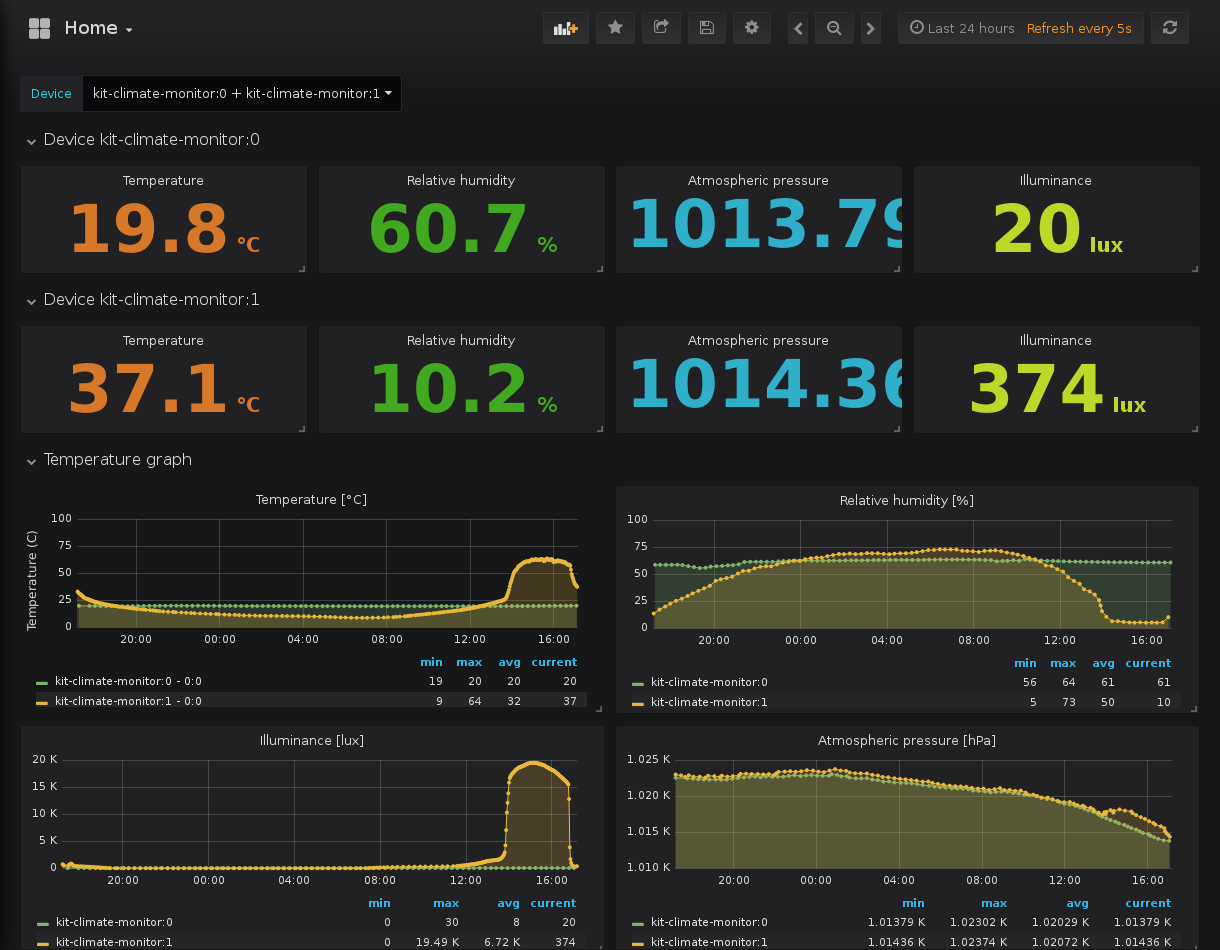 Home
Last 24 hours Refresh every 5s
Device kit-climate-monitor:0 + kit-climate-monitor:1
Device kit-climate-monitor:0
Temperature Relative humidity Atmospheric pressure Illuminance
19.8 °C 60.7 % 1013.79 20 lux
Device kit-climate-monitor:1
Temperature Relative humidity Atmospheric pressure Illuminance
37.1 °C 10.2 % 1014.36 374 lux
Temperature graph
Temperature [°C]
Temperature (C)
100
75
50
25
0
20:00 00:00 04:00 08:00 12:00 16:00
min max avg current
kit-climate-monitor:0 - 0:0 19 20 20 20
kit-climate-monitor:1 - 0:0 9 64 32 37
Relative humidity [%]
100
75
50
25
0
20:00 00:00 04:00 08:00 12:00 16:00
min max avg current
kit-climate-monitor:0 56 64 61 61
kit-climate-monitor:1 5 73 50 10
Illuminance [lux]
20 K
15 K
10 K
5 K
0
20:00 00:00 04:00 08:00 12:00 16:00
min max avg current
kit-climate-monitor:0 0 30 8 20
kit-climate-monitor:1 0 19.49 K 6.72 K 374
Atmospheric pressure [hPa]
1.025 K
1.020 K
1.015 K
1.010 K
20:00 00:00 04:00 08:00 12:00 16:00
min max avg current
kit-climate-monitor:0 1.01379 K 1.02302 K 1.02029 K 1.01379 K
kit-climate-monitor:1 1.01436 K 1.02374 K 1.02072 K 1.01436 K